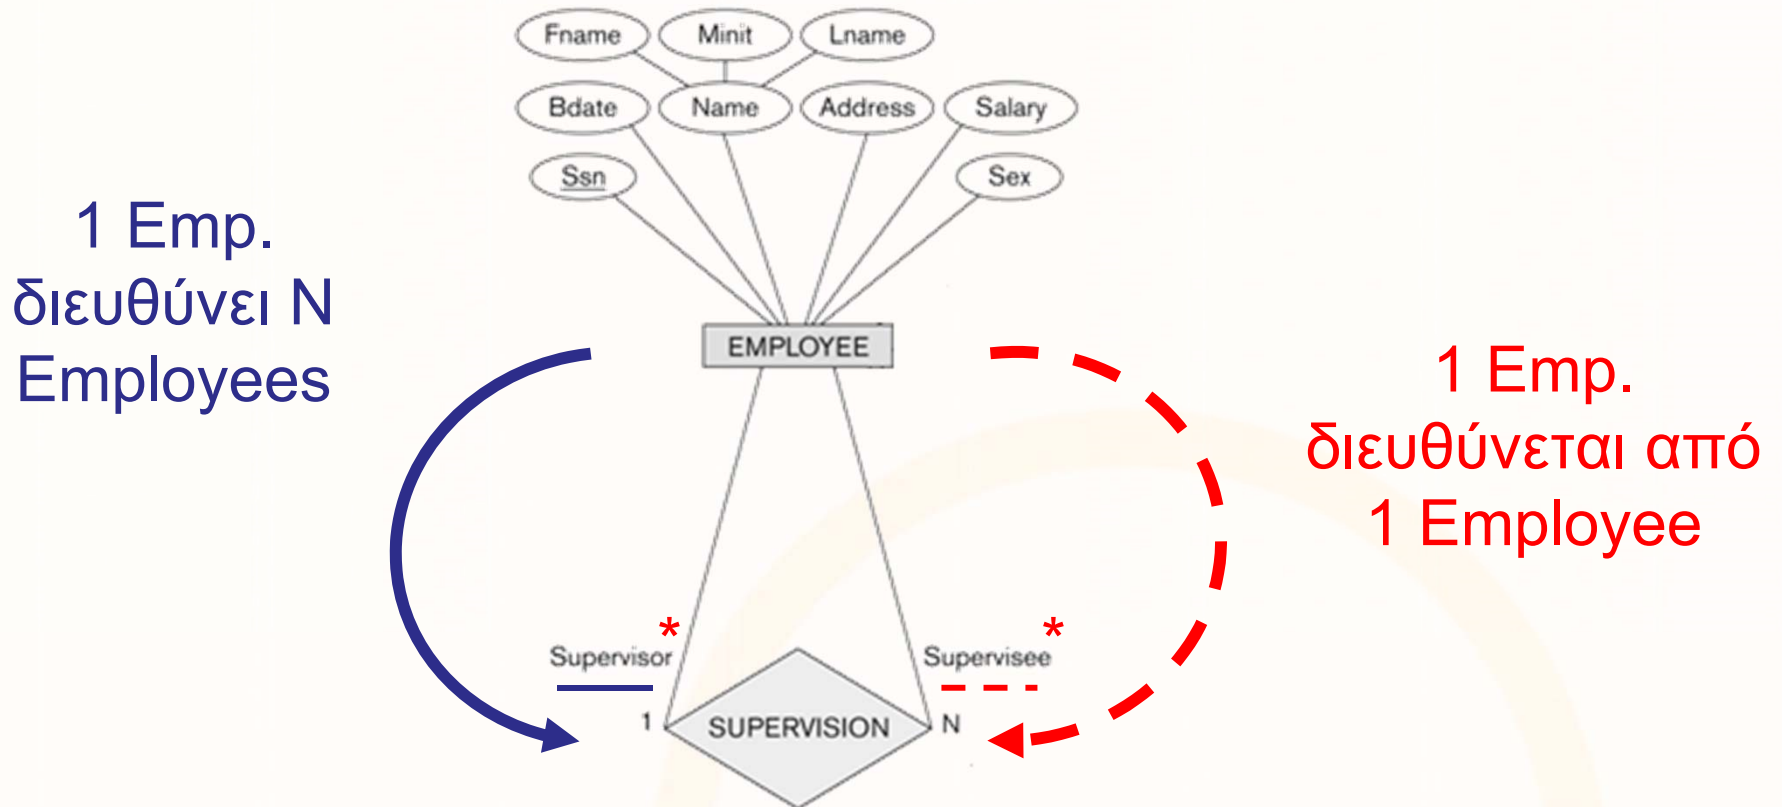 Fname Minit Lname
Bdate Name Address Salary
Ssn Sex
1 Emp.
διευθύνει N
Employees
EMPLOYEE
1 Emp.
διευθύνεται από
1 Employee
Supervisor * Supervisee *
1 SUPERVISION N